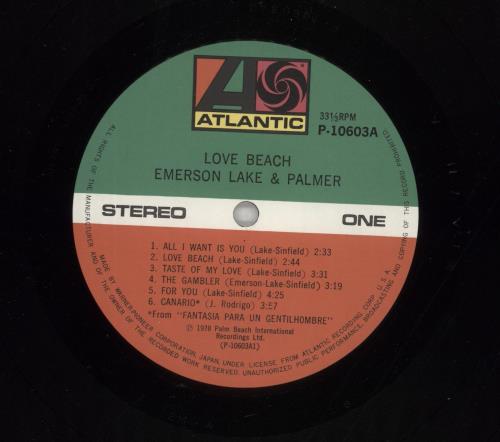 ATLANTIC
33⅓RPM
P-10603A
LOVE BEACH
EMERSON LAKE & PALMER
STEREO
ONE
1. ALL I WANT IS YOU (Lake-Sinfield) 2:33
2. LOVE BEACH (Lake-Sinfield) 2:44
3. TASTE OF MY LOVE (Lake-Sinfield) 3:31
4. THE GAMBLER (Emerson-Lake-Sinfield) 3:19
5. FOR YOU (Lake-Sinfield) 4:25
6. CANARIO* (J. Rodrigo) 3:57
From "FANTASIA PARA UN GENTILHOMBRE"
Ⓟ 1978 Palm Beach International
Recordings Ltd.
(P-10603A1)
MADE BY WARNER-PIONEER CORPORATION, JAPAN, UNDER LICENSE FROM ATLANTIC RECORDING CORP. U.S.A.
ALL RIGHTS OF THE MANUFACTURER AND OF THE OWNER OF THE RECORDED WORK RESERVED. UNAUTHORIZED PUBLIC PERFORMANCE, BROADCASTING AND COPYING OF THIS RECORD PROHIBITED.